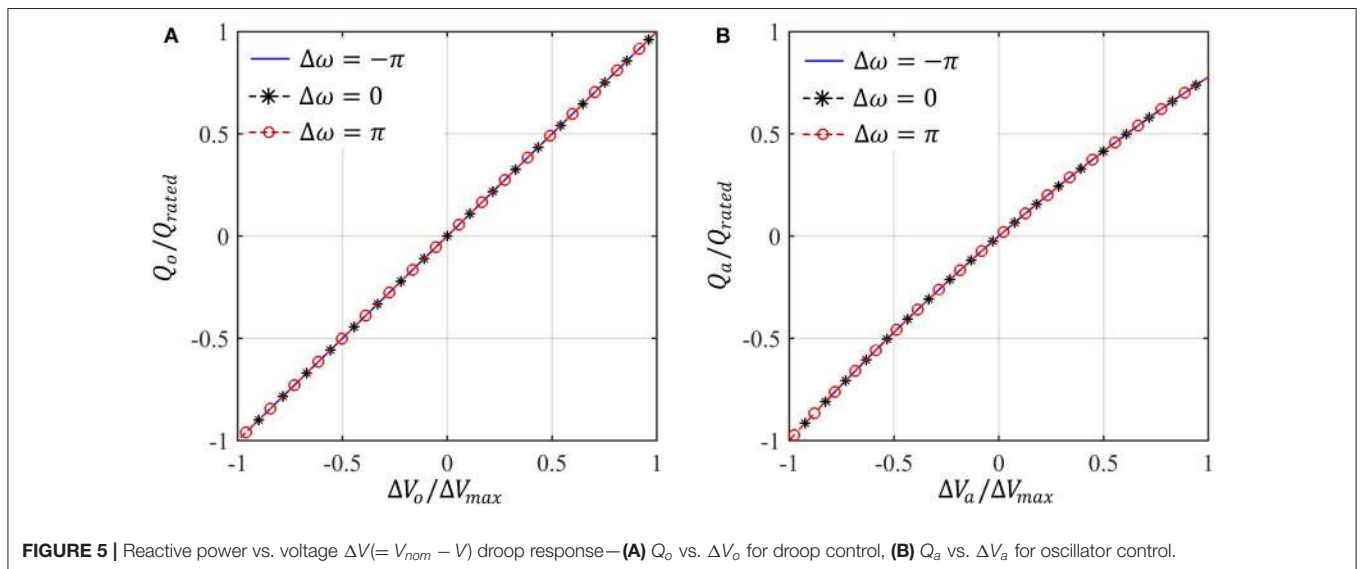 A
Δω = −π
Δω = 0
Δω = π
1
0.5
0
-0.5
-1
Q_o/Q_rated
-1 -0.5 0 0.5 1
ΔV_o/ΔV_max
B
Δω = −π
Δω = 0
Δω = π
1
0.5
0
-0.5
-1
Q_a/Q_rated
-1 -0.5 0 0.5 1
ΔV_a/ΔV_max
FIGURE 5 | Reactive power vs. voltage ΔV(= V_nom − V) droop response—(A) Q_o vs. ΔV_o for droop control, (B) Q_a vs. ΔV_a for oscillator control.